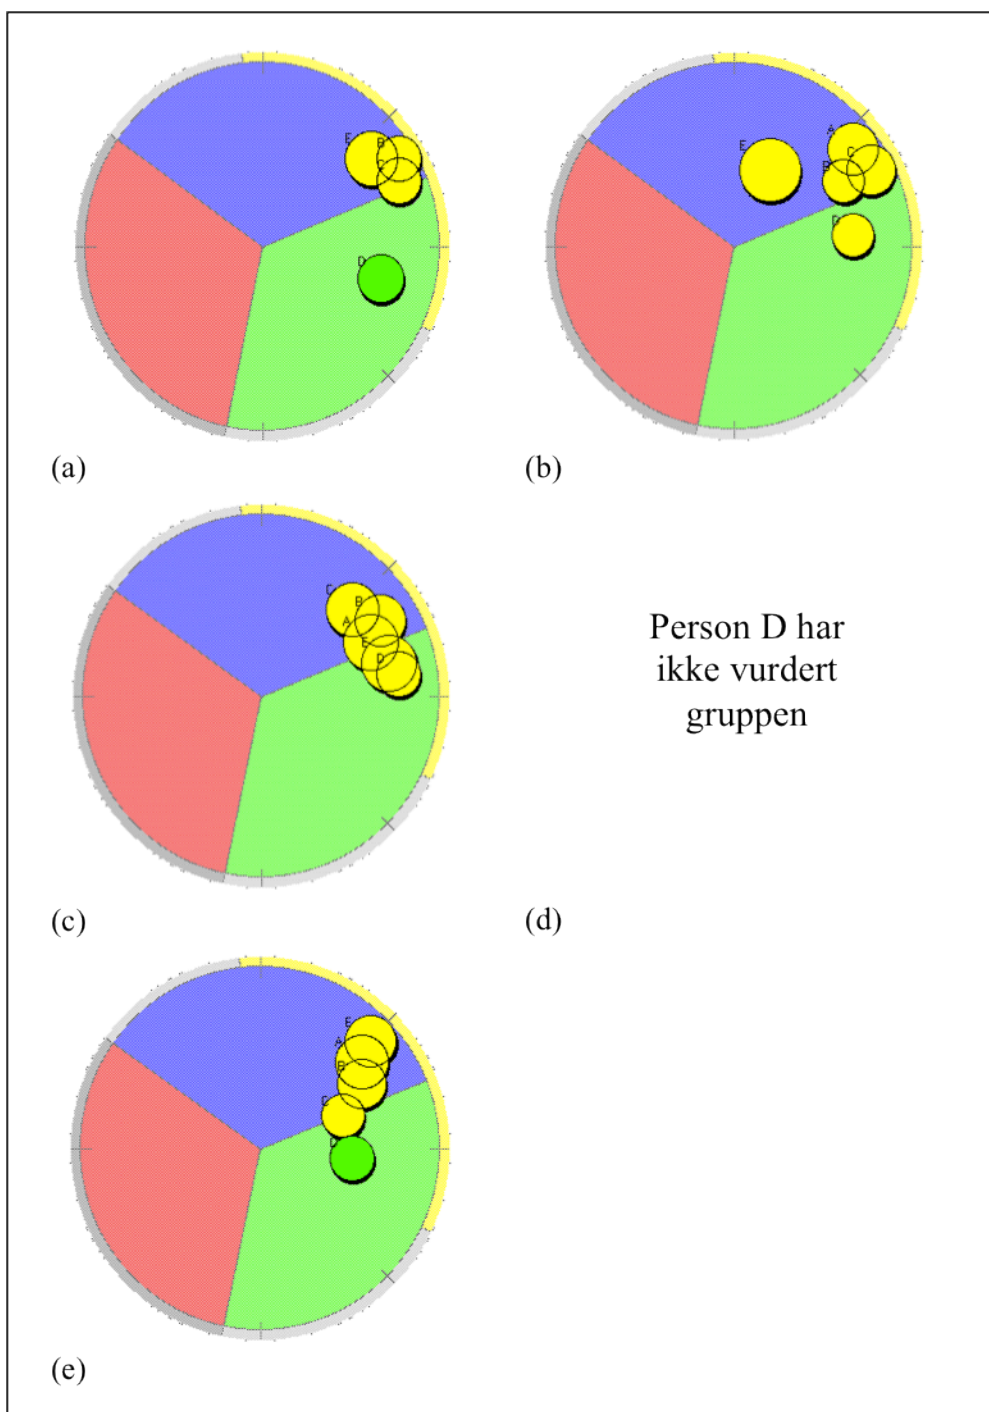 E B C D
(a)
E A C B D
(b)
C B A E D
(c)
Person D har
ikke vurdert
gruppen
(d)
E A B C D
(e)